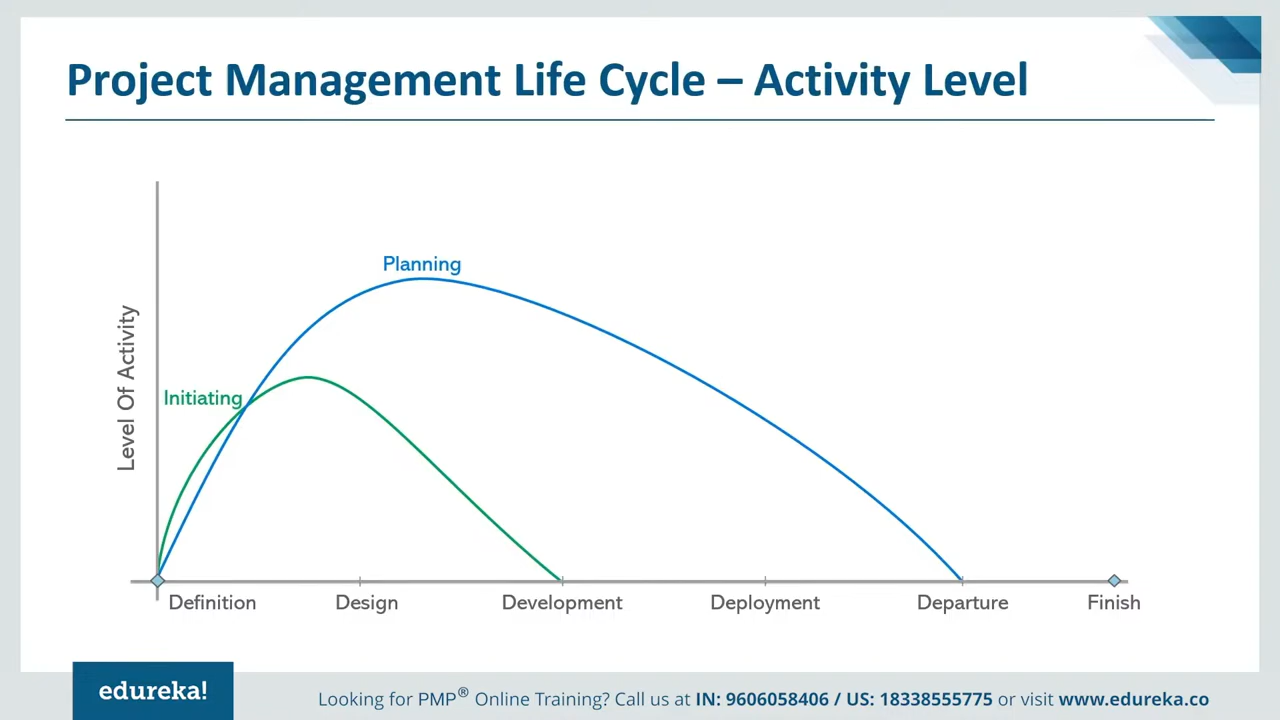 Project Management Life Cycle – Activity Level
Planning
Initiating
Level Of Activity
Definition
Design
Development
Deployment
Departure
Finish
edureka!
Looking for PMP® Online Training? Call us at IN: 9606058406 / US: 18338555775 or visit www.edureka.co